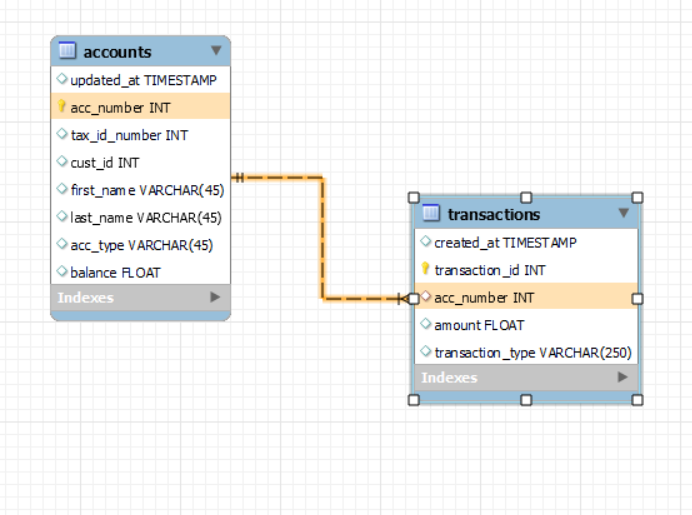 accounts
updated_at TIMESTAMP
acc_number INT
tax_id_number INT
cust_id INT
first_name VARCHAR(45)
last_name VARCHAR(45)
acc_type VARCHAR(45)
balance FLOAT
Indexes
transactions
created_at TIMESTAMP
transaction_id INT
acc_number INT
amount FLOAT
transaction_type VARCHAR(250)
Indexes